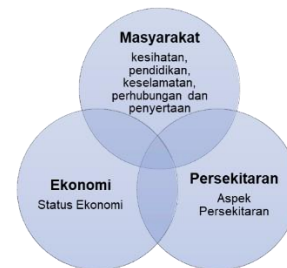 Masyarakat
kesihatan,
pendidikan,
keselamatan,
perhubungan dan
penyertaan
Ekonomi
Status Ekonomi
Persekitaran
Aspek
Persekitaran